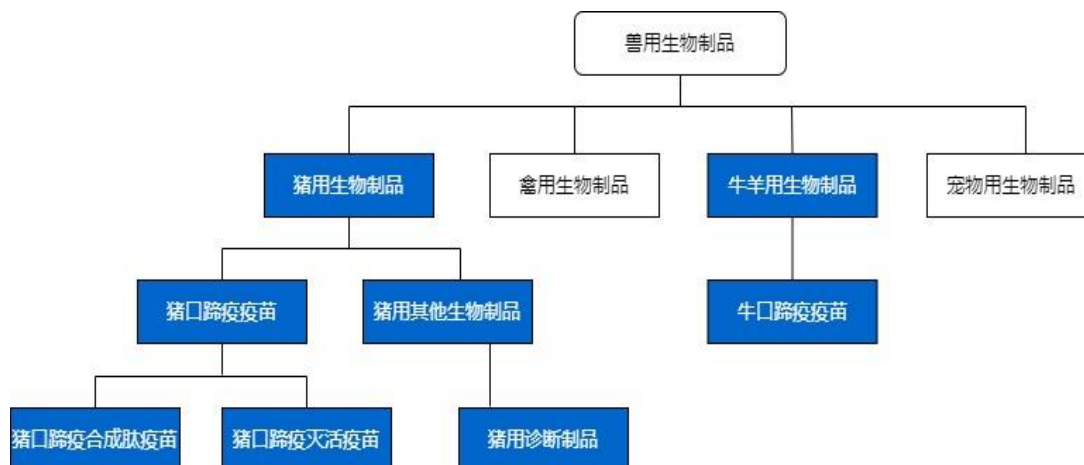 兽用生物制品
猪用生物制品
禽用生物制品
牛羊用生物制品
宠物用生物制品
猪口蹄疫疫苗
猪用其他生物制品
牛口蹄疫疫苗
猪口蹄疫合成肽疫苗
猪口蹄疫灭活疫苗
猪用诊断制品